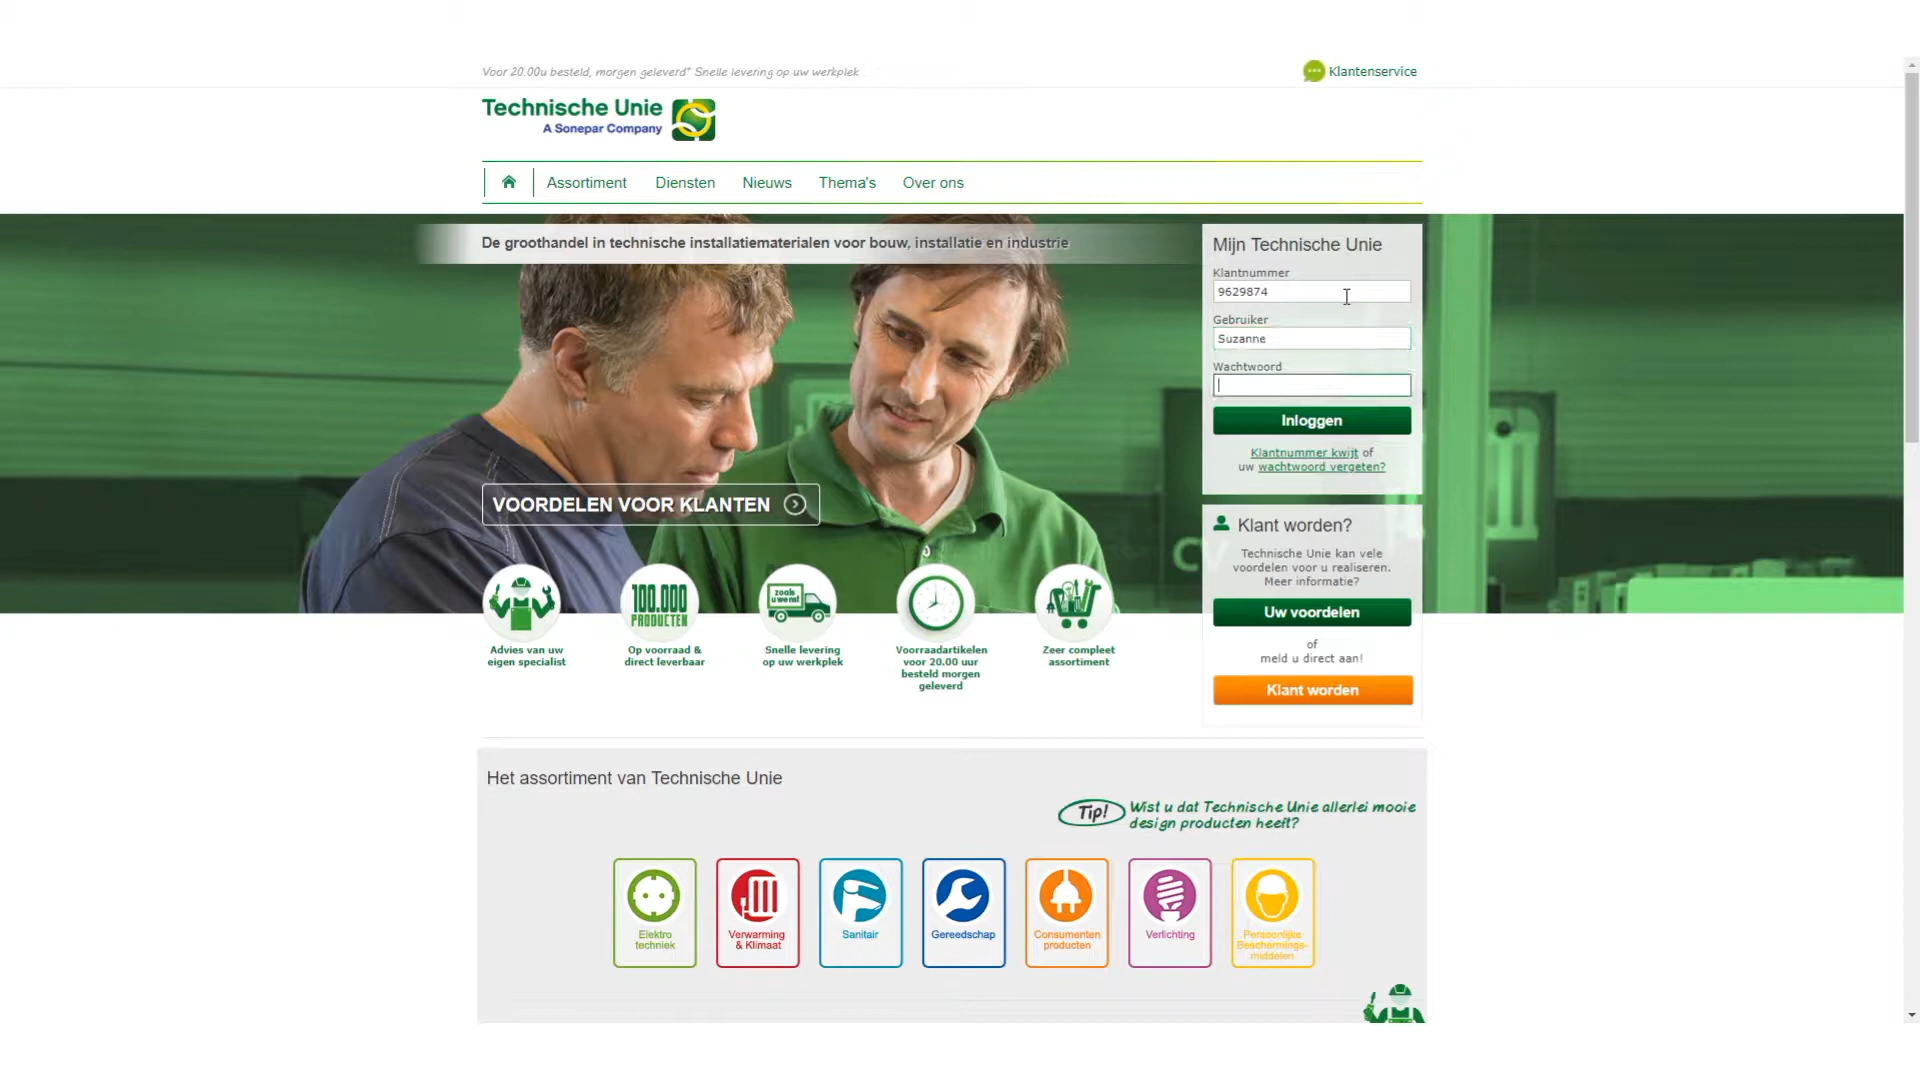 Voor 20.00u besteld, morgen geleverd* Snelle levering op uw werkplek
Klantenservice
Technische Unie
A Sonepar Company
Assortiment
Diensten
Nieuws
Thema's
Over ons
De groothandel in technische installatiematerialen voor bouw, installatie en industrie
Mijn Technische Unie
Klantnummer
9629874
Gebruiker
Suzanne
Wachtwoord
Inloggen
Klantnummer kwijt of
uw wachtwoord vergeten?
VOORDELEN VOOR KLANTEN
Klant worden?
Technische Unie kan vele
voordelen voor u realiseren.
Meer informatie?
Uw voordelen
of
meld u direct aan!
Klant worden
100.000
PRODUCTEN
zoals
u wenst
Advies van uw
eigen specialist
Op voorraad &
direct leverbaar
Snelle levering
op uw werkplek
Voorraadartikelen
voor 20.00 uur
besteld morgen
geleverd
Zeer compleet
assortiment
Het assortiment van Technische Unie
Tip!
Wist u dat Technische Unie allerlei mooie
design producten heeft?
Elektro
techniek
Verwarming
& Klimaat
Sanitair
Gereedschap
Consumenten
producten
Verlichting
Persoonlijke
Beschermings-
middelen